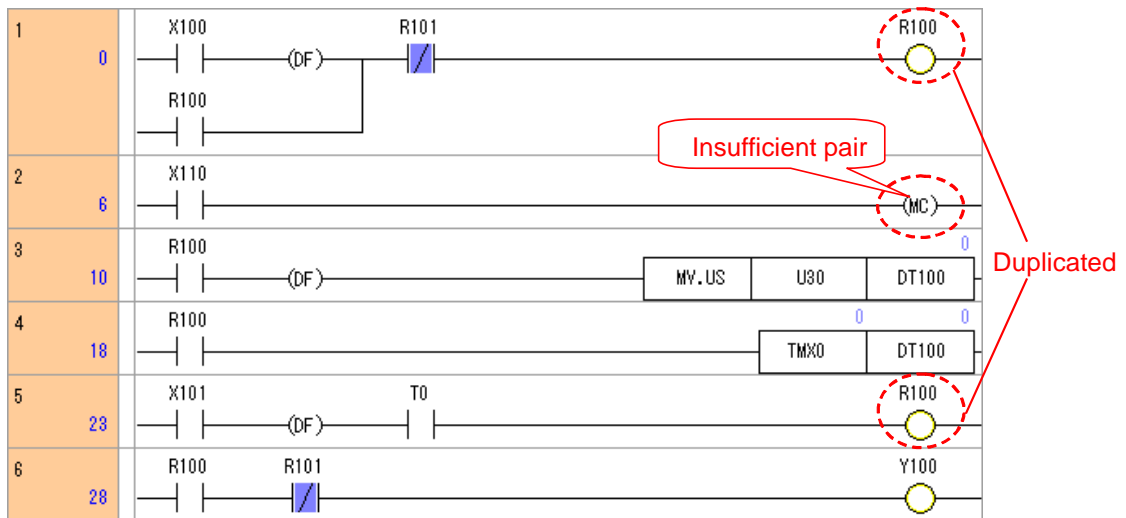 1 X100 R101 R100
0 (DF)
R100
Insufficient pair
2 X110
6 (MC)
3 R100 0
Duplicated
10 (DF) MV.US U30 DT100
4 R100 0 0
18 TMX0 DT100
5 X101 T0 R100
23 (DF)
6 R100 R101 Y100
28